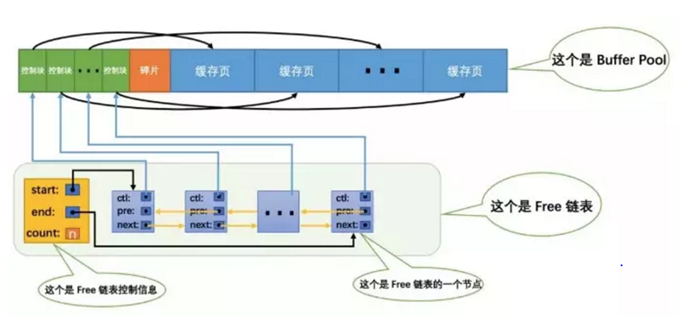 控制块 控制块 ▪▪▪ 控制块 碎片 缓存页 缓存页 ▪▪▪ 缓存页
这个是 Buffer Pool
start:
end:
count: n
ctl:
pre:
next:
ctl:
pre:
next:
▪▪▪
ctl:
pre:
next:
这个是 Free 链表
这个是 Free 链表控制信息
这个是 Free 链表的一个节点